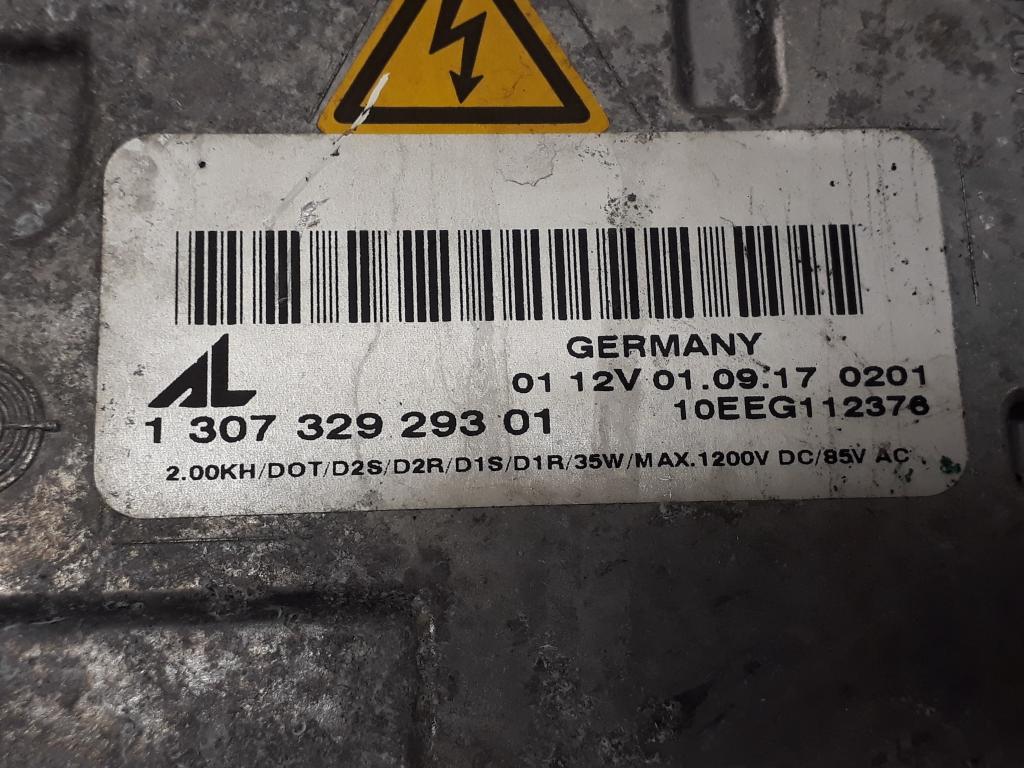 AL
GERMANY
01 12V 01.09.17 0201
1 307 329 293 01
10EEG112376
2.00KH/DOT/D2S/D2R/D1S/D1R/35W/MAX.1200V DC/85V AC